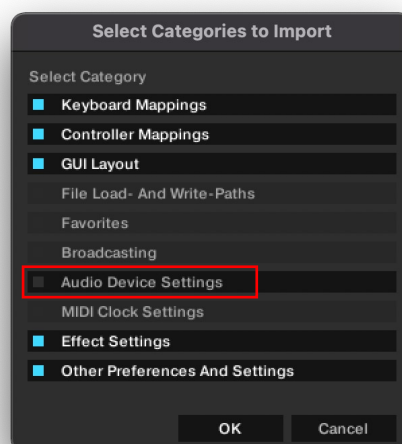 Select Categories to Import
Select Category
Keyboard Mappings
Controller Mappings
GUI Layout
File Load- And Write-Paths
Favorites
Broadcasting
Audio Device Settings
MIDI Clock Settings
Effect Settings
Other Preferences And Settings
OK Cancel